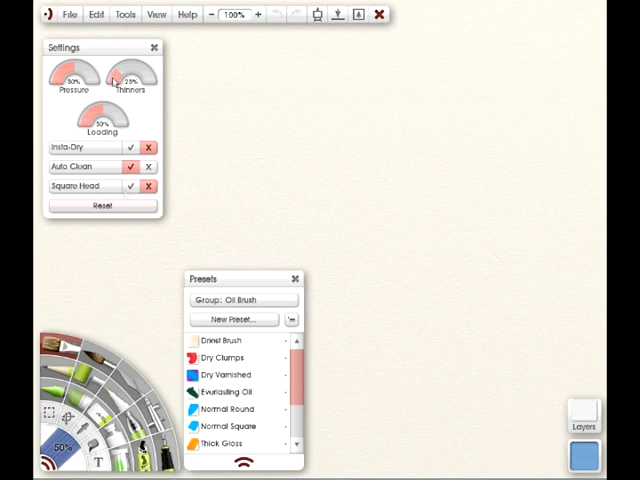 File Edit Tools View Help − 100% +
Settings
50% 25%
Pressure Thinners
50%
Loading
Insta-Dry
Auto Clean
Square Head
Reset
Presets
Group: Oil Brush
New Preset...
Driest Brush
Dry Clumps
Dry Varnished
Everlasting Oil
Normal Round
Normal Square
Thick Gloss
50%
T
Layers